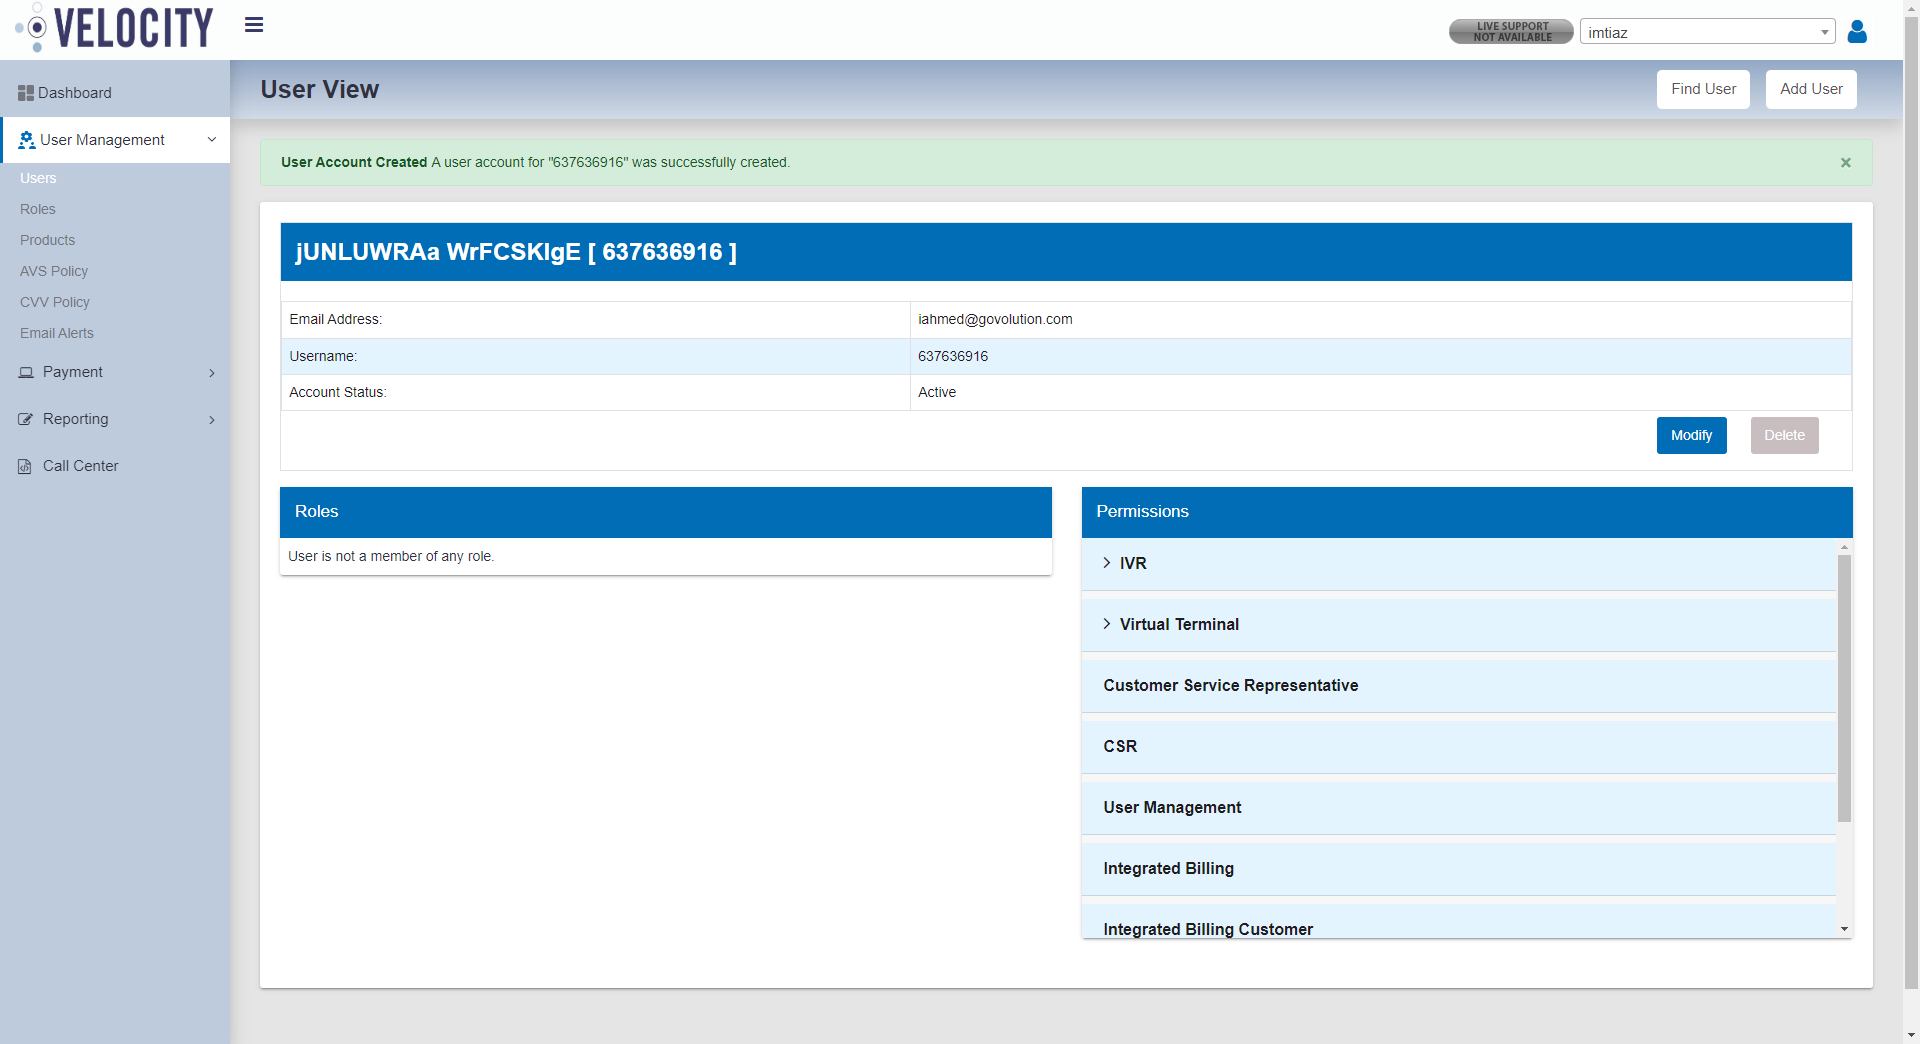 VELOCITY
LIVE SUPPORT
NOT AVAILABLE
imtiaz
Dashboard
User Management
Users
Roles
Products
AVS Policy
CVV Policy
Email Alerts
Payment
Reporting
Call Center
User View
Find User
Add User
User Account Created A user account for "637636916" was successfully created.
×
jUNLUWRAa WrFCSKIgE [ 637636916 ]
Email Address: iahmed@govolution.com
Username: 637636916
Account Status: Active
Modify Delete
Roles
User is not a member of any role.
Permissions
IVR
Virtual Terminal
Customer Service Representative
CSR
User Management
Integrated Billing
Integrated Billing Customer